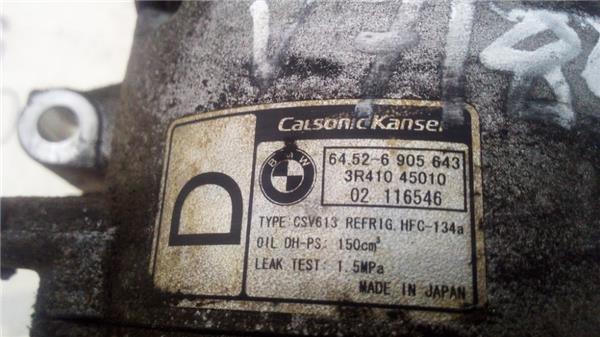 CALSONIC KANSEI
D
BMW
64.52-6 905 643
3R410 45010
02 116546
TYPE:CSV613 REFRIG.HFC-134a
OIL DH-PS: 150cm³
LEAK TEST: 1.5MPa
MADE IN JAPAN